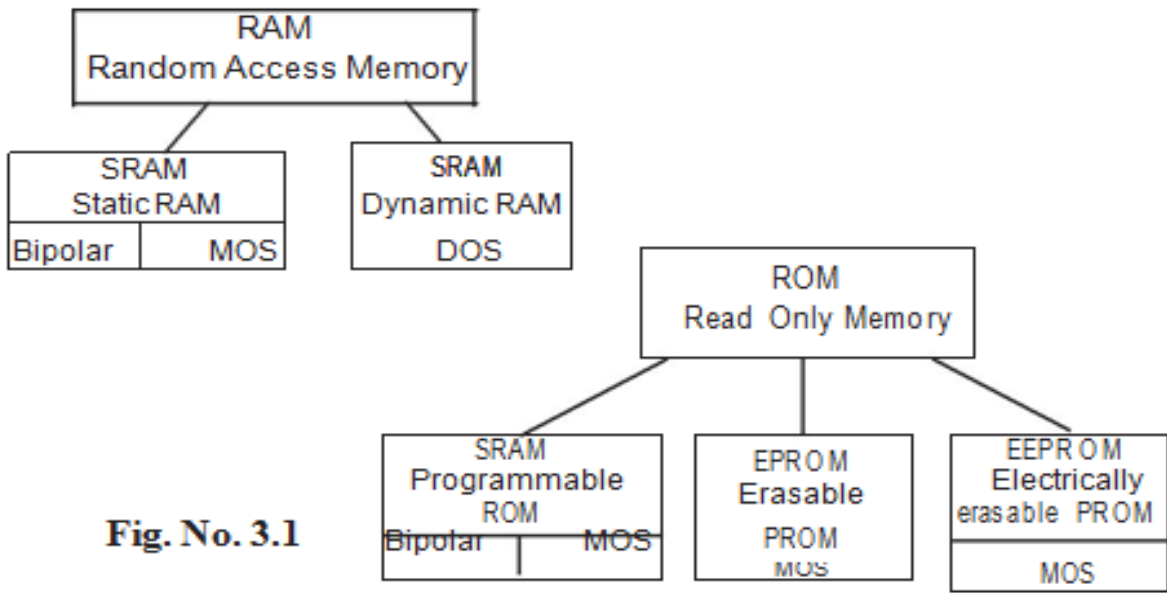 RAM
Random Access Memory
SRAM
Static RAM
Bipolar MOS
SRAM
Dynamic RAM
DOS
ROM
Read Only Memory
SRAM
Programmable
ROM
Bipolar MOS
EPROM
Erasable
PROM
MOS
EEPROM
Electrically
erasable PROM
MOS
Fig. No. 3.1